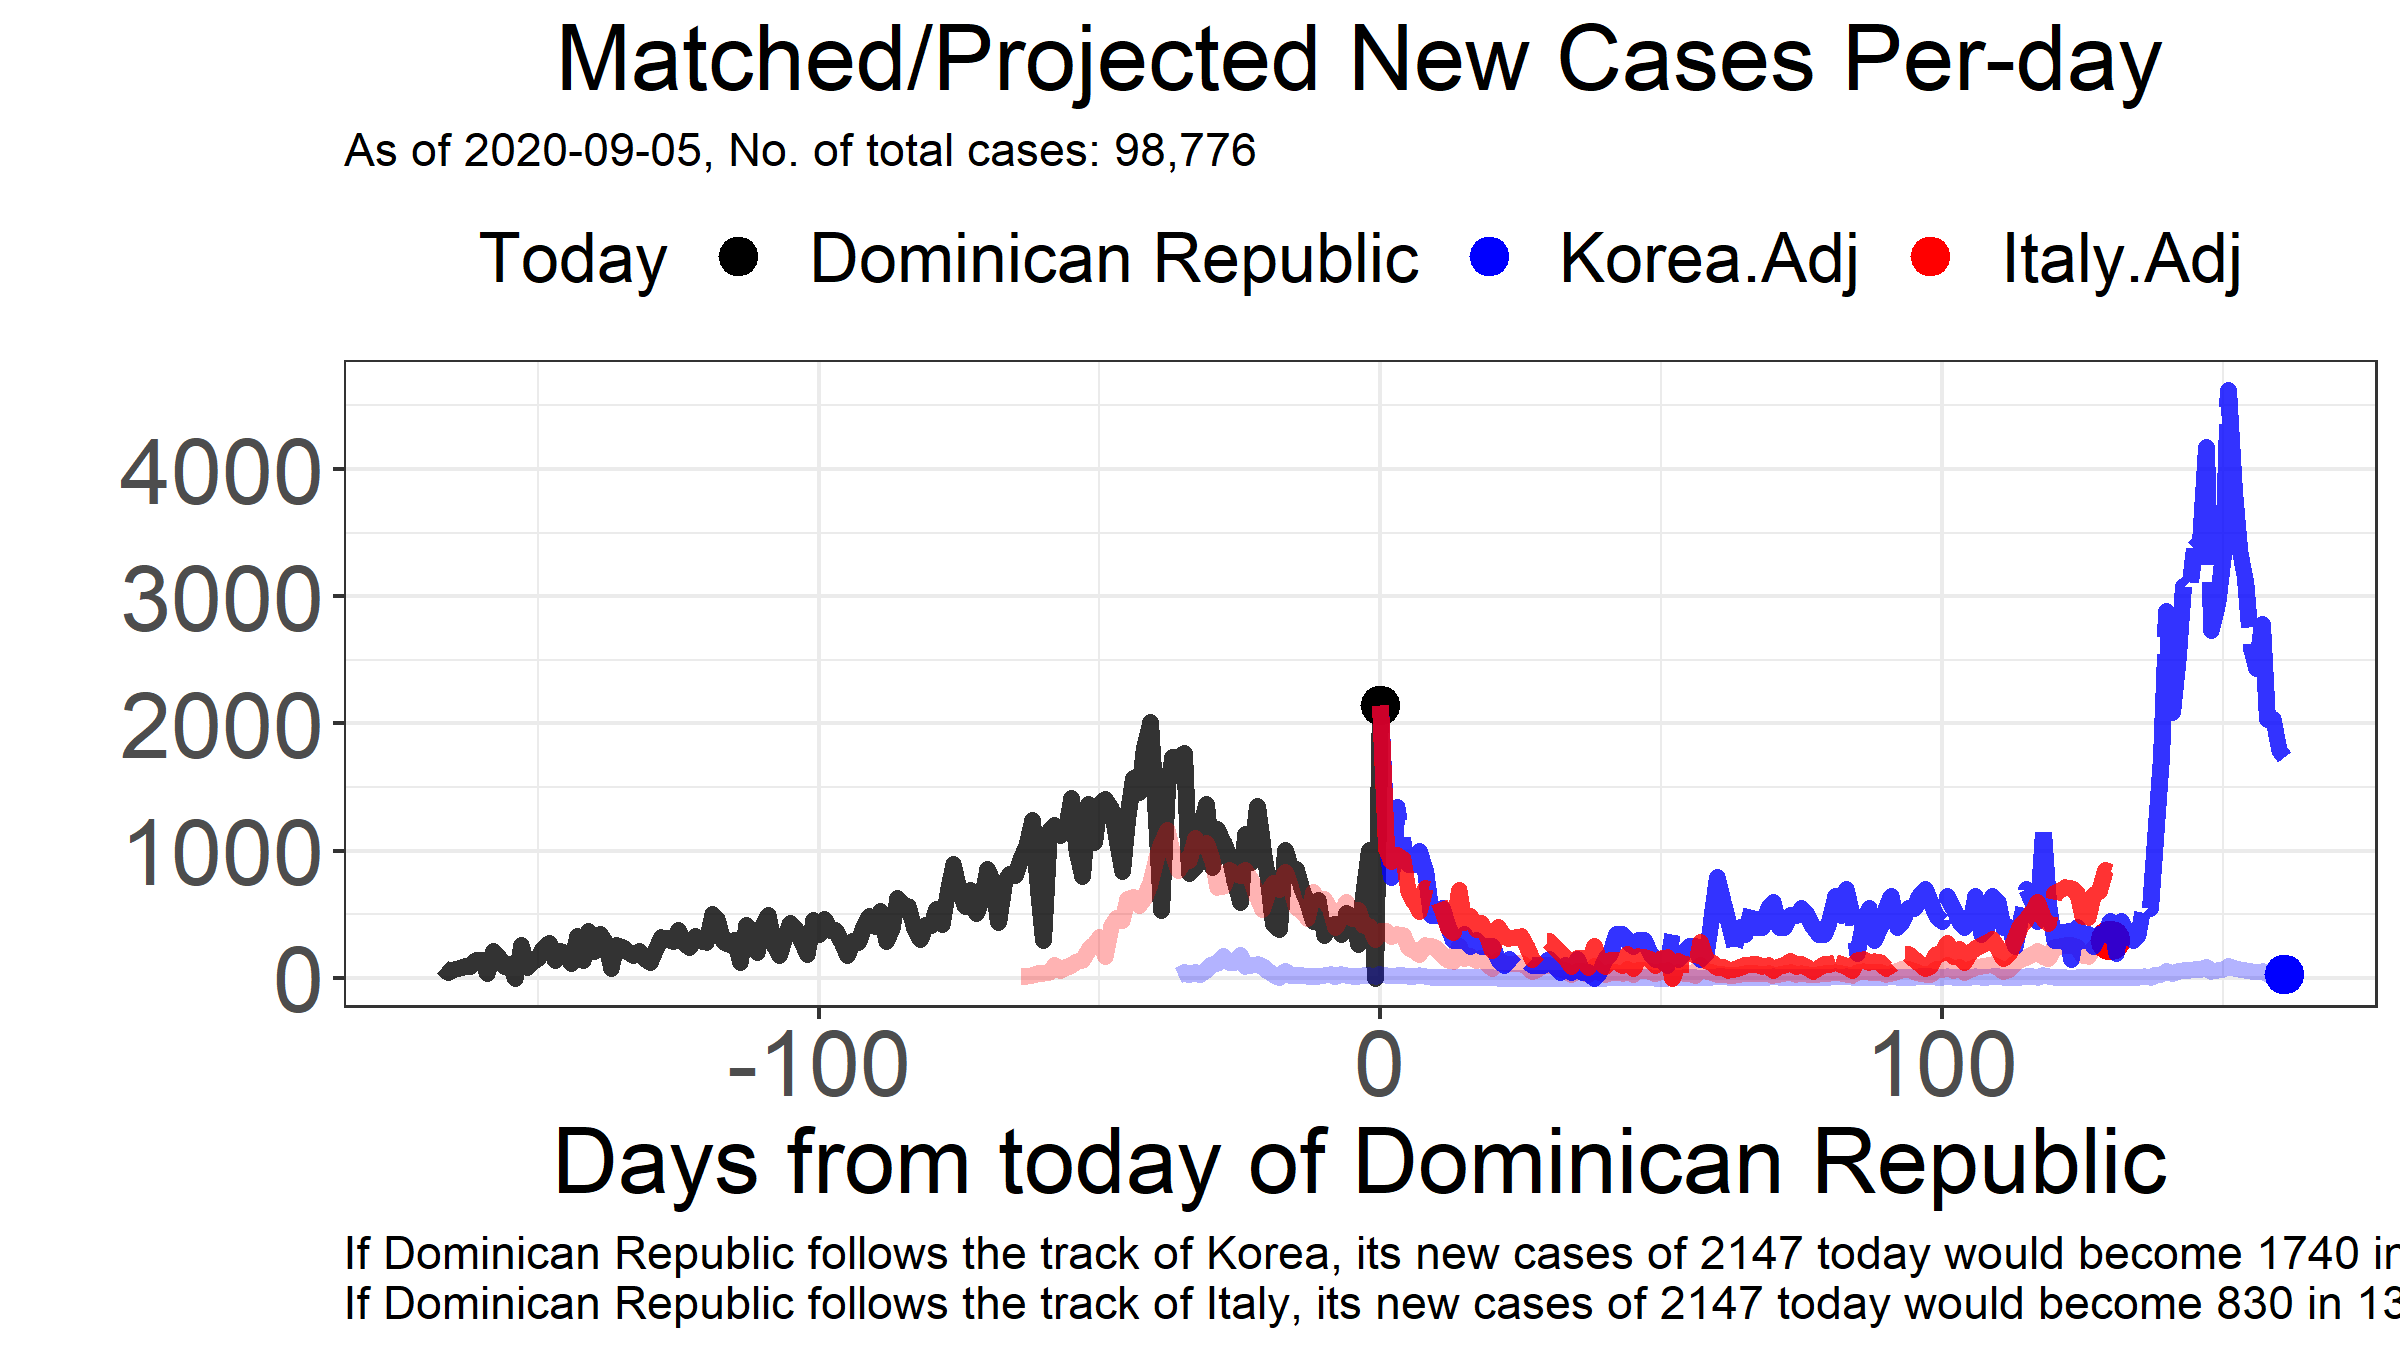 Matched/Projected New Cases Per-day
As of 2020-09-05, No. of total cases: 98,776
Today Dominican Republic Korea.Adj Italy.Adj
4000
3000
2000
1000
0
-100 0 100
Days from today of Dominican Republic
If Dominican Republic follows the track of Korea, its new cases of 2147 today would become 1740 in
If Dominican Republic follows the track of Italy, its new cases of 2147 today would become 830 in 13